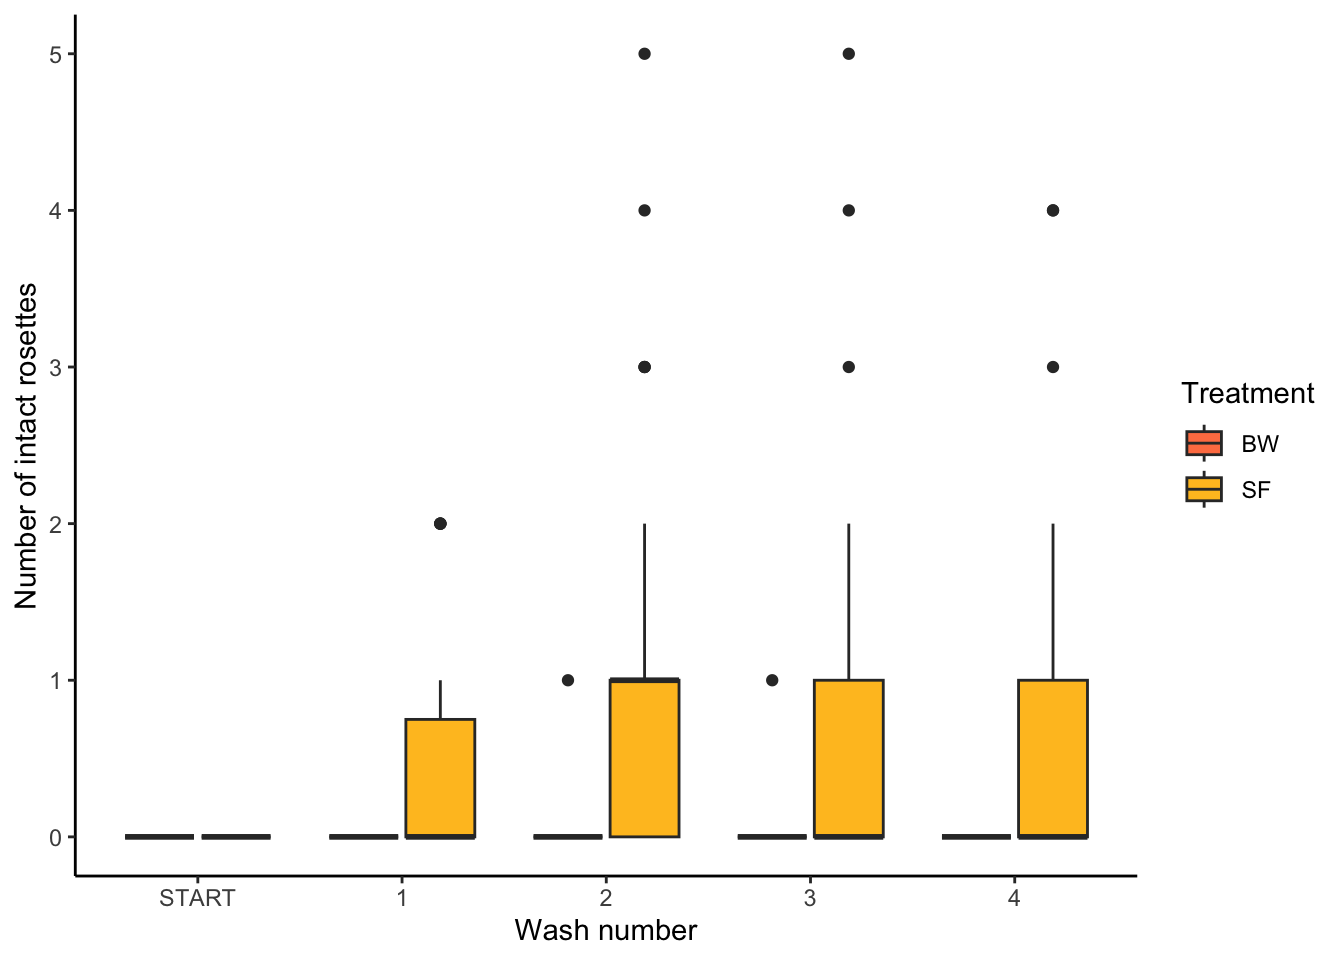 5
4
3
2
1
0
Number of intact rosettes
START 1 2 3 4
Wash number
Treatment
BW
SF